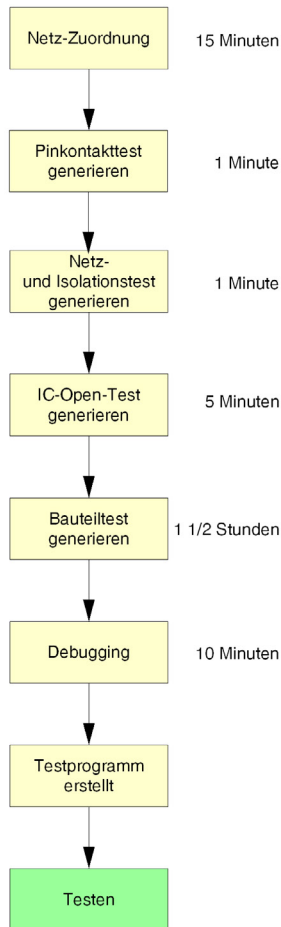 Netz-Zuordnung
15 Minuten
Pinkontakttest
generieren
1 Minute
Netz-
und Isolationstest
generieren
1 Minute
IC-Open-Test
generieren
5 Minuten
Bauteiltest
generieren
1 1/2 Stunden
Debugging
10 Minuten
Testprogramm
erstellt
Testen